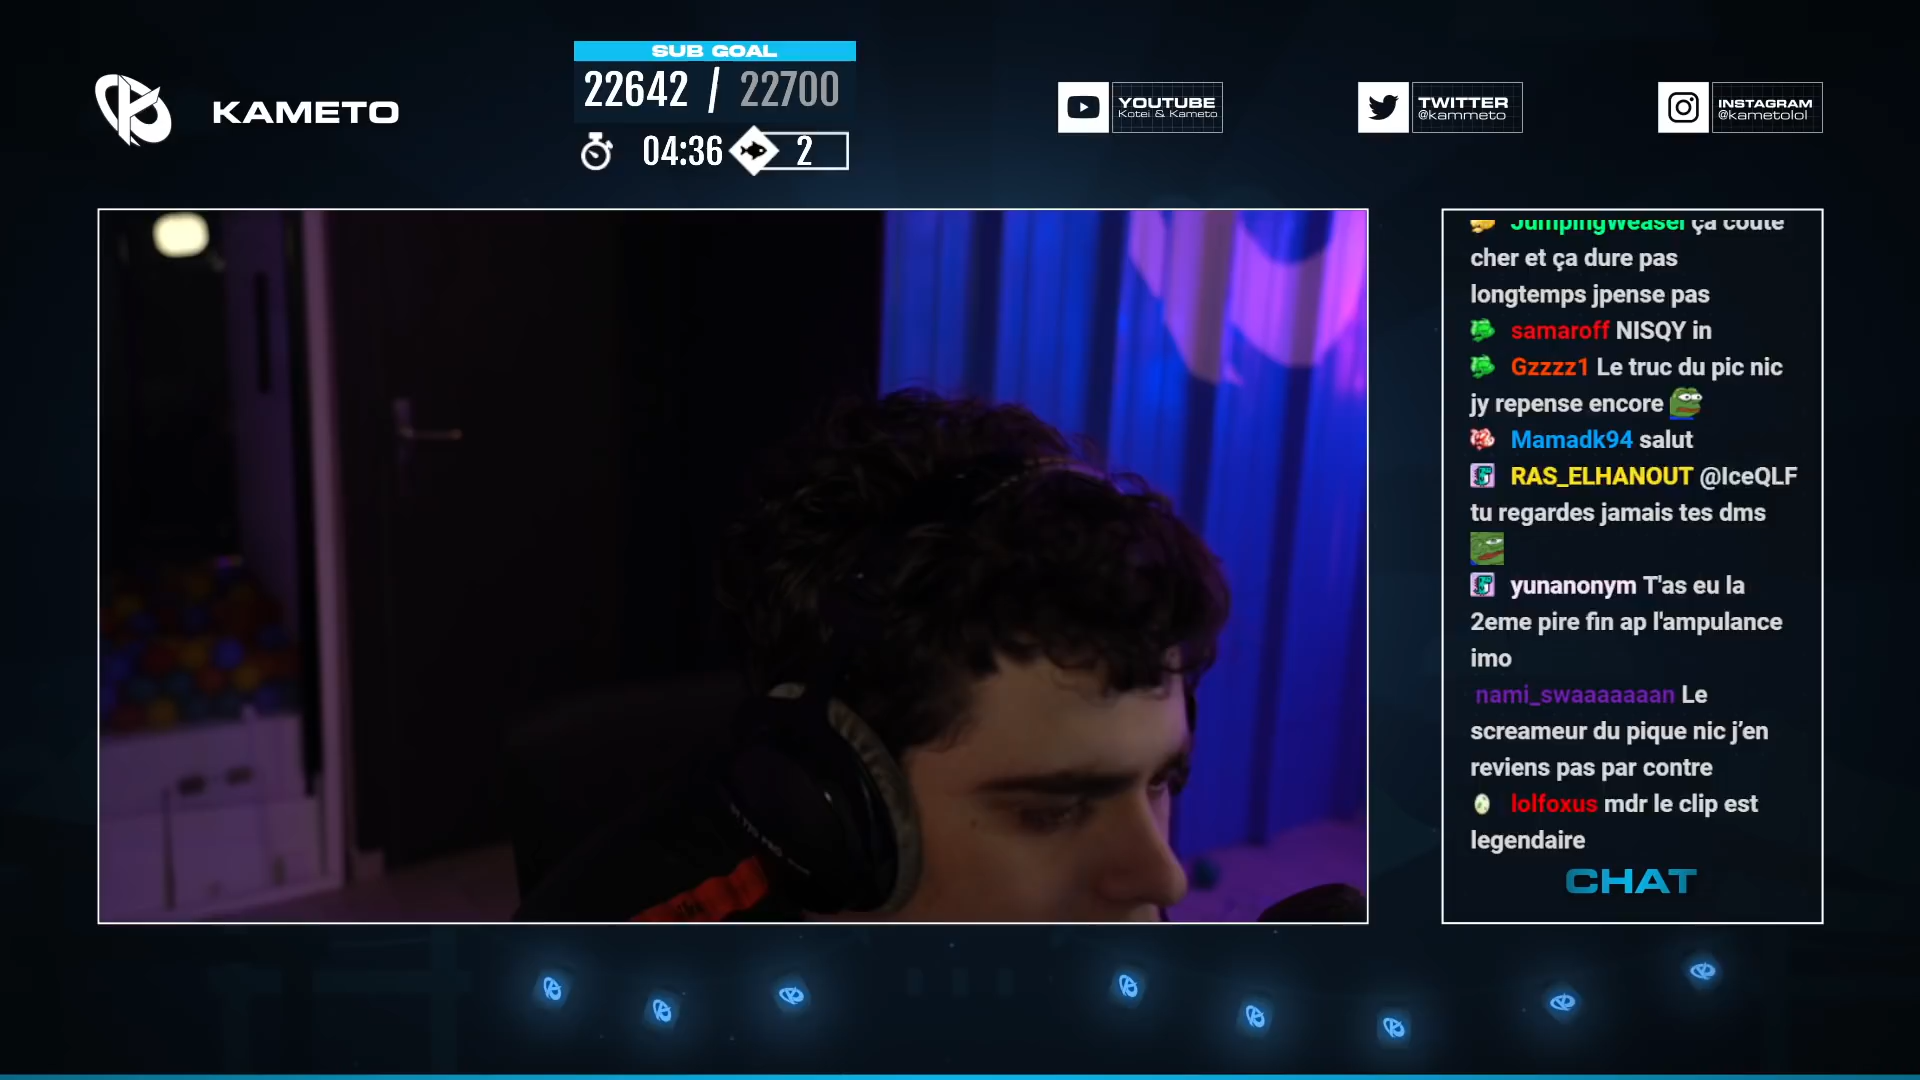 SUB GOAL
22642 / 22700
04:36 2
KAMETO
YOUTUBE
Kotei & Kameto
TWITTER
@kammeto
INSTAGRAM
@kametolol
JumpingWeasel ça coute
cher et ça dure pas
longtemps jpense pas
samaroff NISQY in
Gzzzz1 Le truc du pic nic
jy repense encore
Mamadk94 salut
RAS_ELHANOUT @IceQLF
tu regardes jamais tes dms
yunanonym T'as eu la
2eme pire fin ap l'ampulance
imo
nami_swaaaaaaan Le
screameur du pique nic j’en
reviens pas par contre
lolfoxus mdr le clip est
legendaire
CHAT